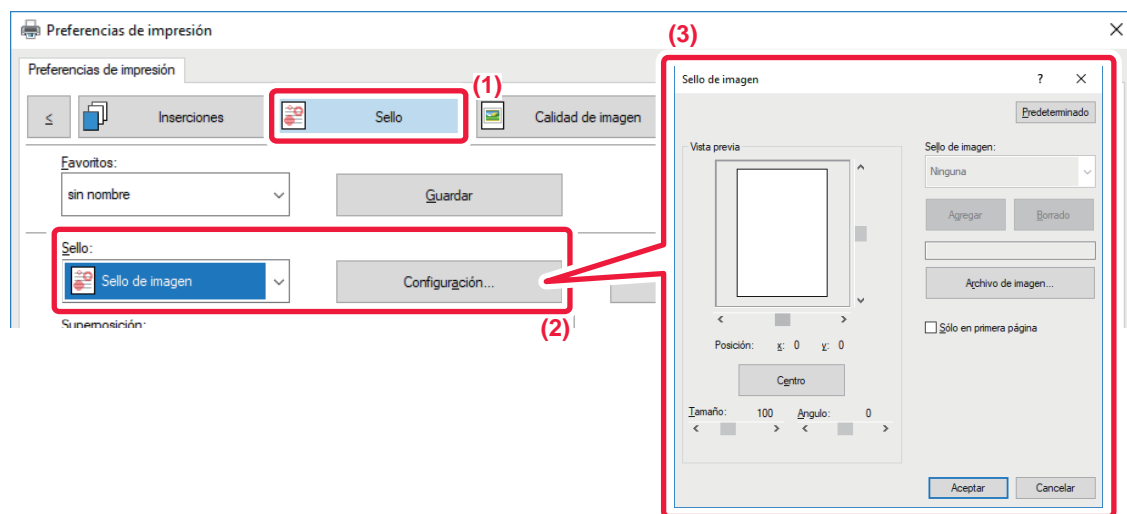 Preferencias de impresión
Preferencias de impresión
(1)
<
Inserciones
Sello
Calidad de imagen
Favoritos:
sin nombre
Guardar
Sello:
Sello de imagen
Configuración...
(2)
Superposición:
(3)
Sello de imagen
?
Predeterminado
Vista previa
Posición: x: 0 y: 0
Centro
Tamaño: 100 Angulo: 0
Sello de imagen:
Ninguna
Agregar
Borrado
Archivo de imagen...
Sólo en primera página
Aceptar
Cancelar